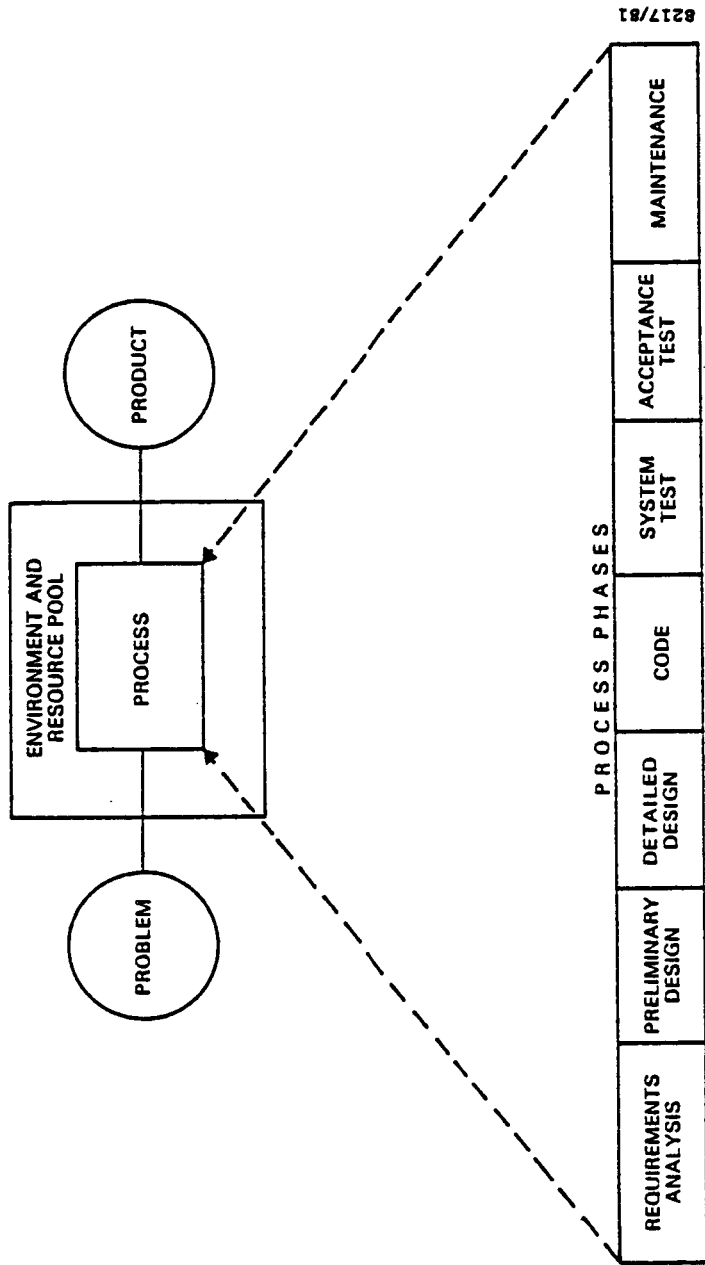 ENVIRONMENT AND
RESOURCE POOL
PROBLEM
PROCESS
PRODUCT
PROCESS PHASES
REQUIREMENTS
ANALYSIS
PRELIMINARY
DESIGN
DETAILED
DESIGN
CODE
SYSTEM
TEST
ACCEPTANCE
TEST
MAINTENANCE
8217/81